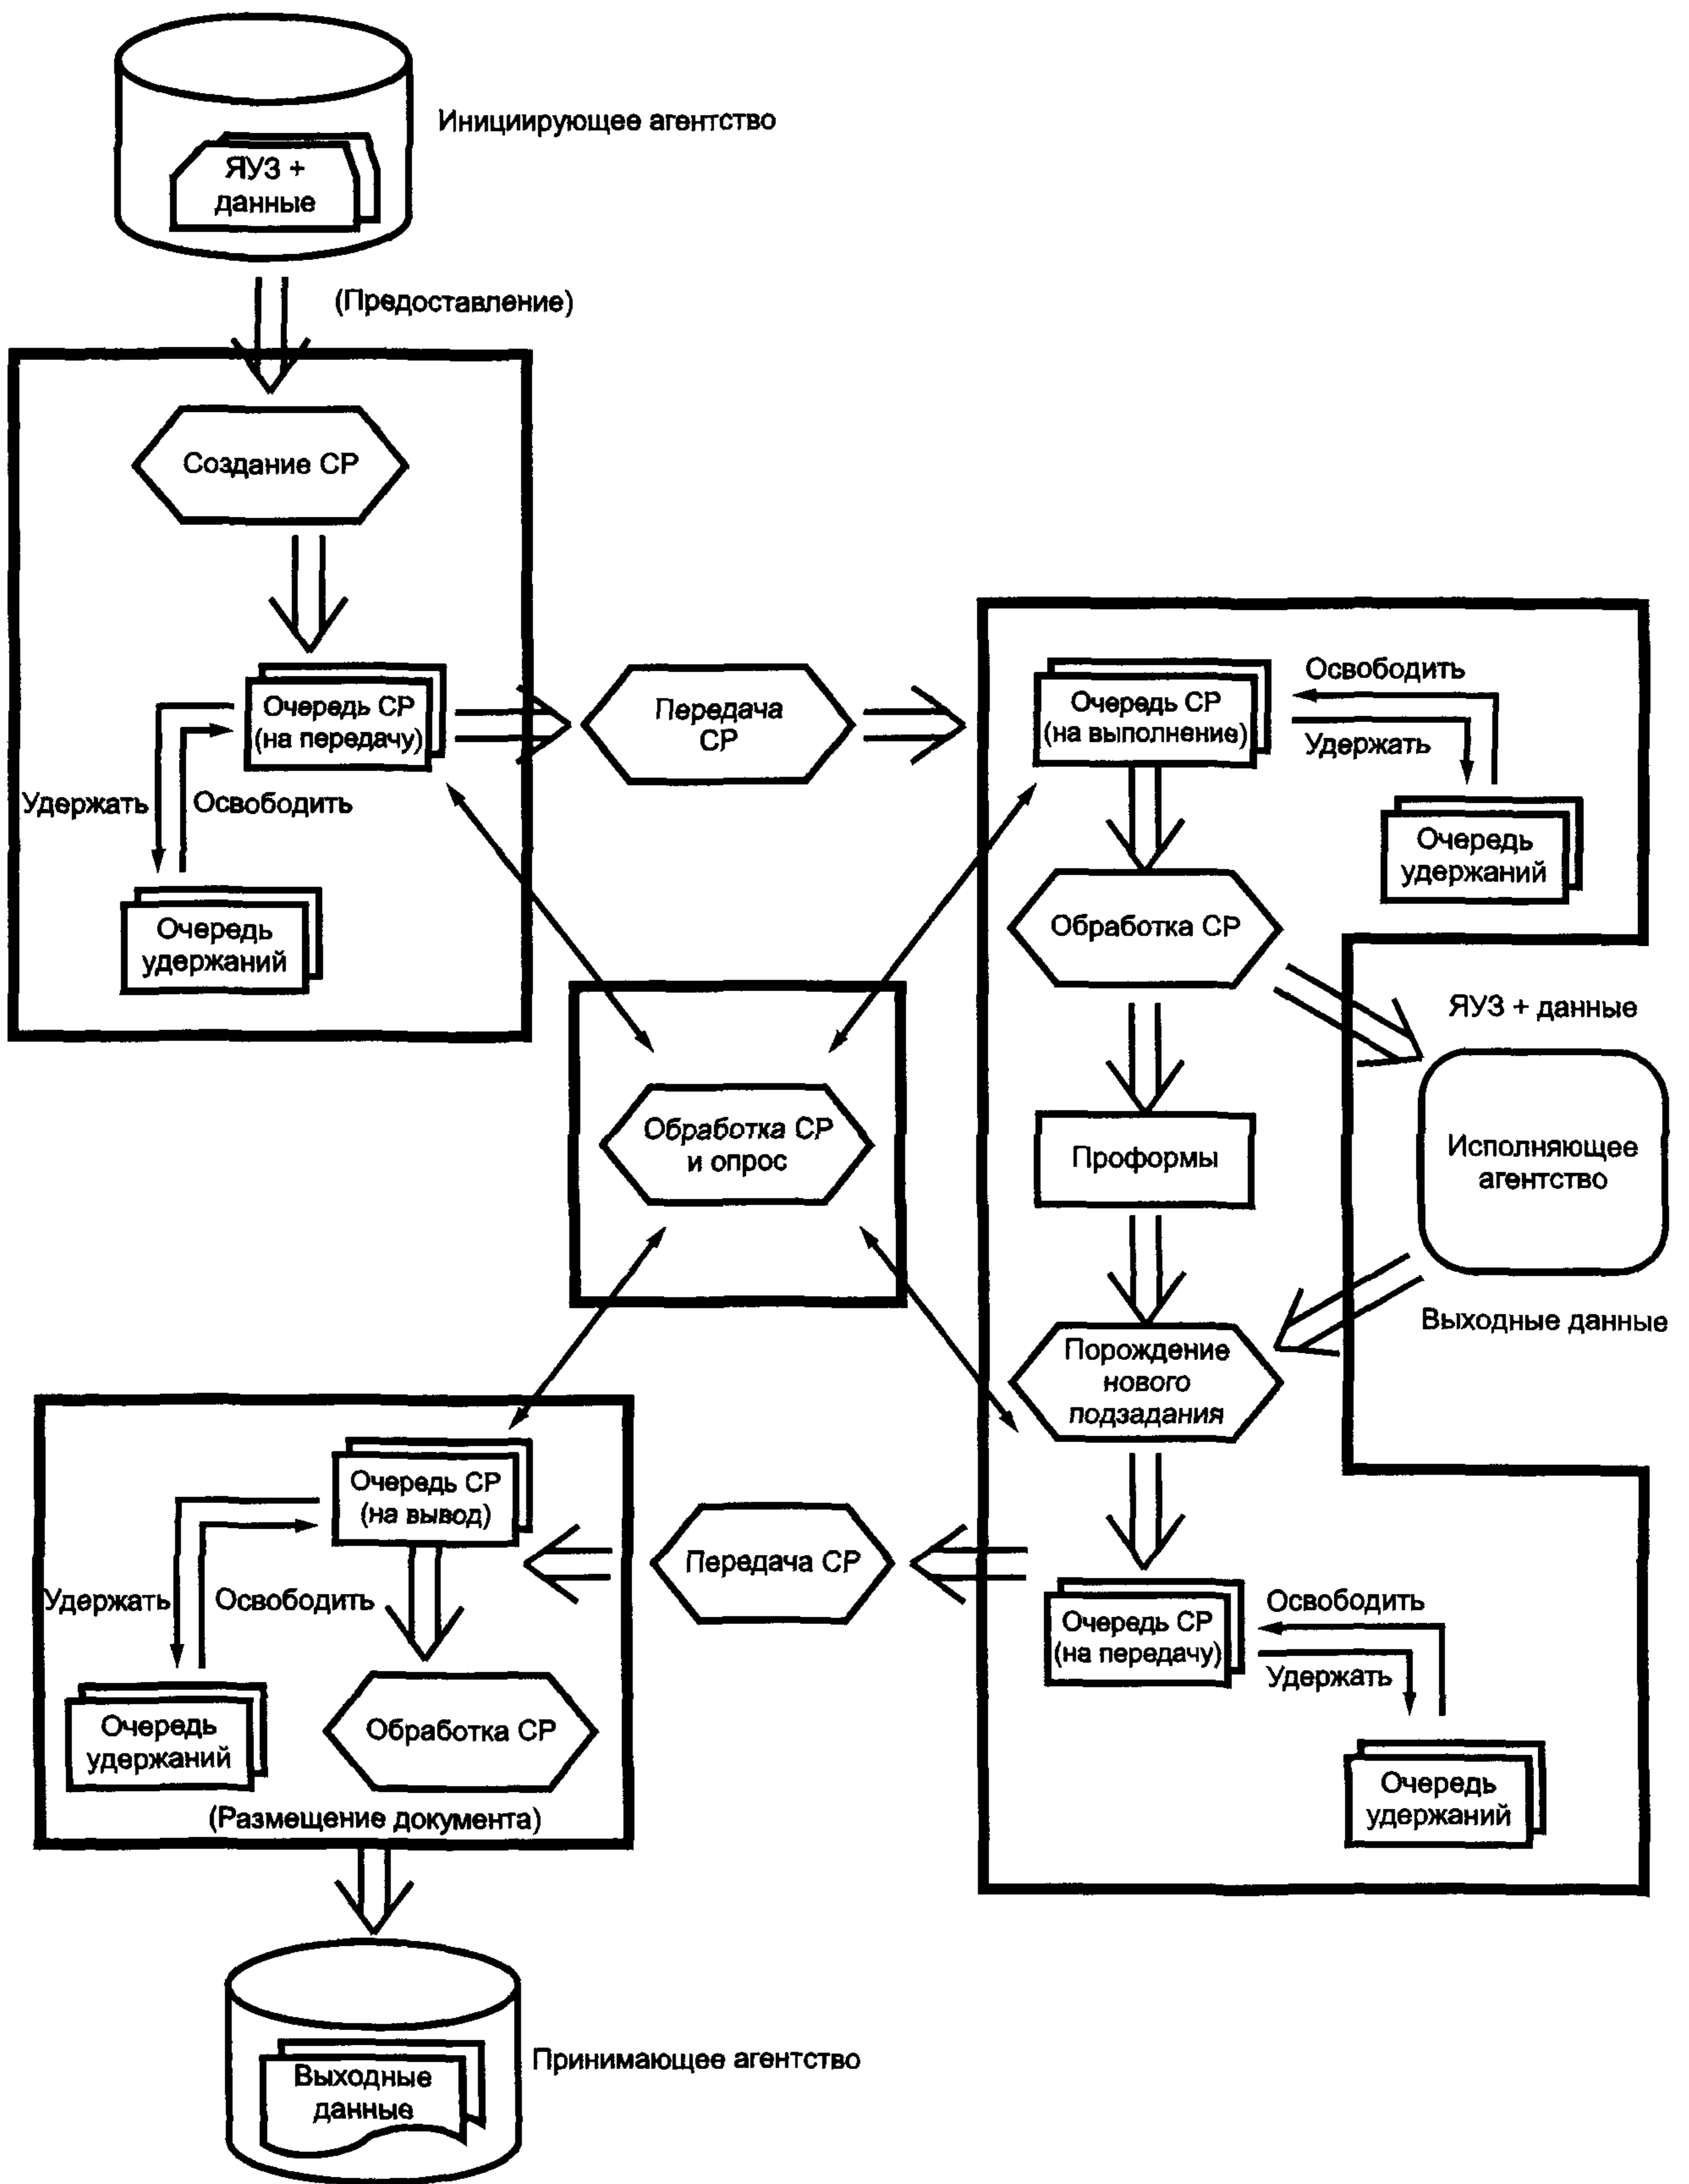 Инициирующее агентство
ЯУЗ +
данные
(Предоставление)
Создание СР
Очередь СР
(на передачу)
Удержать
Освободить
Очередь
удержаний
Передача
СР
Очередь СР
(на выполнение)
Освободить
Удержать
Очередь
удержаний
Обработка СР
ЯУЗ + данные
Исполняющее
агентство
Проформы
Обработка СР
и опрос
Выходные данные
Порождение
нового
подзадания
Очередь СР
(на передачу)
Освободить
Удержать
Очередь
удержаний
Передача СР
Очередь СР
(на вывод)
Удержать
Освободить
Очередь
удержаний
Обработка СР
(Размещение документа)
Принимающее агентство
Выходные
данные